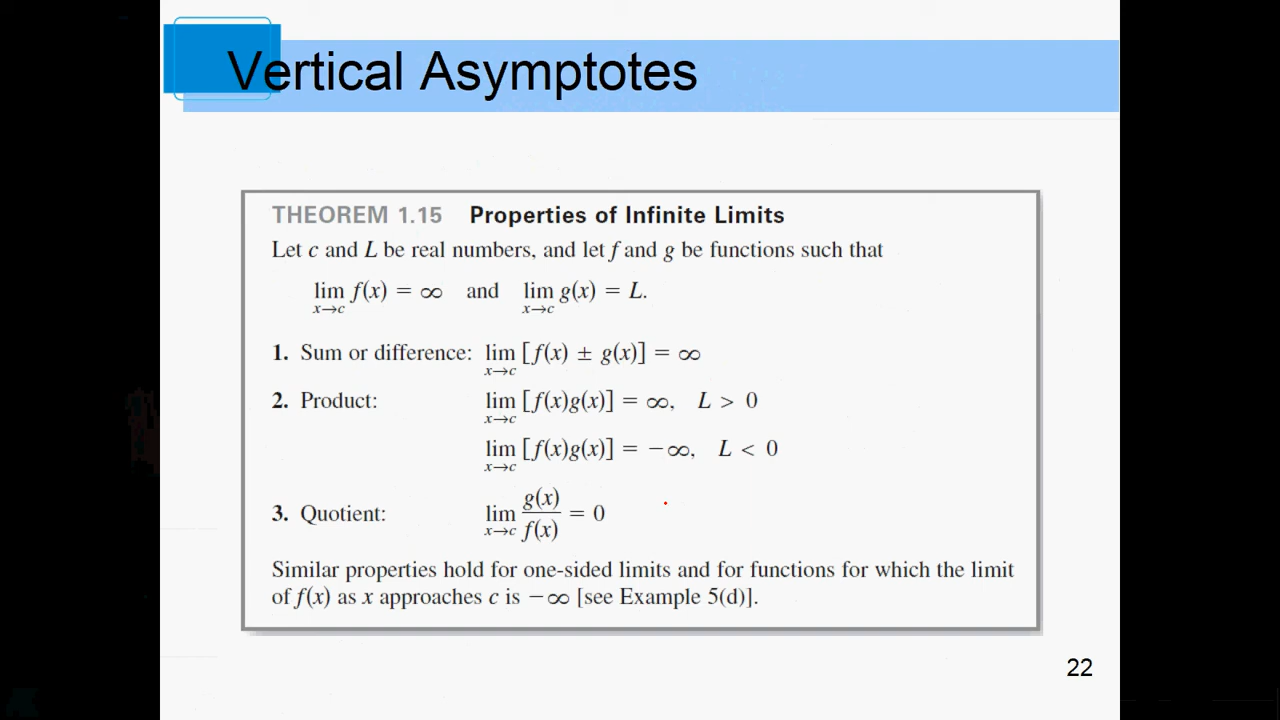 Vertical Asymptotes
THEOREM 1.15 Properties of Infinite Limits
Let c and L be real numbers, and let f and g be functions such that
lim f(x) = ∞ and lim g(x) = L.
x→c x→c
1. Sum or difference: lim [f(x) ± g(x)] = ∞
x→c
2. Product: lim [f(x)g(x)] = ∞, L > 0
x→c
lim [f(x)g(x)] = −∞, L < 0
x→c
3. Quotient: lim g(x)/f(x) = 0
x→c
Similar properties hold for one-sided limits and for functions for which the limit
of f(x) as x approaches c is −∞ [see Example 5(d)].
22